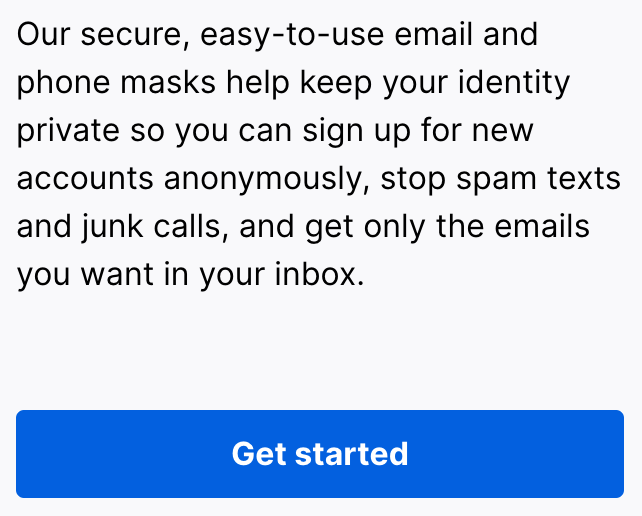 Our secure, easy-to-use email and
phone masks help keep your identity
private so you can sign up for new
accounts anonymously, stop spam texts
and junk calls, and get only the emails
you want in your inbox.
Get started